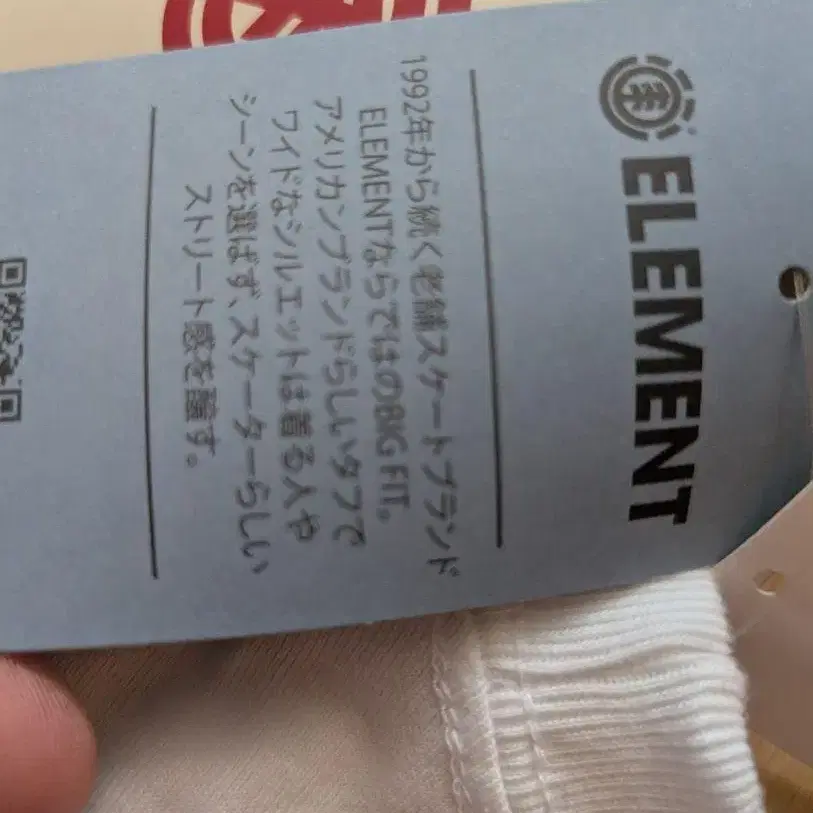 ELEMENT
1992年から続く老舗スケートブランド
ELEMENTならではのBIG FIT。
アメリカンブランドらしいタフで
ワイドなシルエットは着る人や
シーンを選ばず、スケーターらしい
ストリート感を醸す。